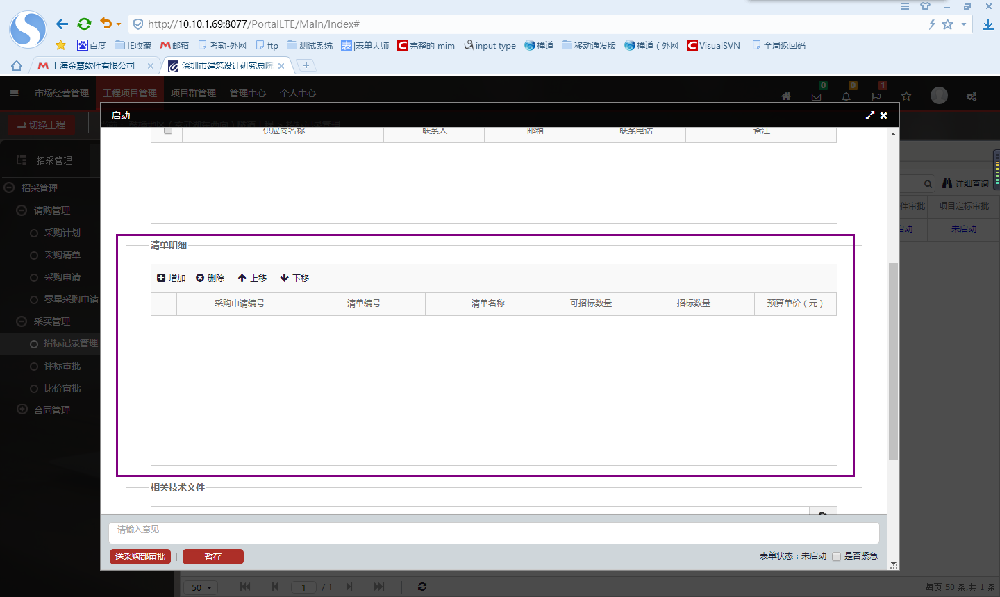 http://10.10.1.69:8077/PortalLTE/Main/Index#
百度 IE收藏 邮箱 考勤-外网 ftp 测试系统 表 表单大师 完整的 mim input type 禅道 移动通发版 禅道（外网 VisualSVN 全局返回码
上海金慧软件有限公司 深圳市建筑设计研究总院
市场经营管理 工程项目管理 项目群管理 管理中心 个人中心 0 0 1
启动
切换工程
招标记录管理
供应商名称 联系人 邮箱 联系电话 备注
招采管理
招采管理
请购管理
采购计划
采购清单
采购申请
零星采购申请
采买管理
招标记录管理
评标审批
比价审批
合同管理
详细查询
件审批 项目定标审批
启动 未启动
清单明细
增加 删除 上移 下移
采购申请编号 清单编号 清单名称 可招标数量 招标数量 预算单价（元）
相关技术文件
请输入意见
送采购部审批 | 暂存 表单状态：未启动 是否紧急
50 1 / 1 每页 50 条,共 1 条